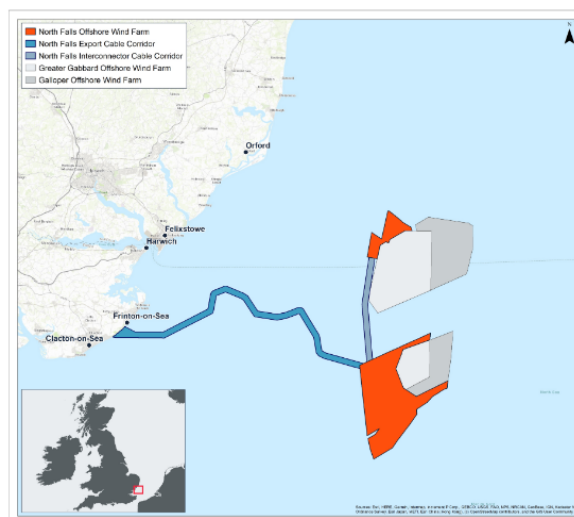 North Falls Offshore Wind Farm
North Falls Export Cable Corridor
North Falls Interconnector Cable Corridor
Greater Gabbard Offshore Wind Farm
Galloper Offshore Wind Farm
N
Orford
Felixstowe
Harwich
Frinton-on-Sea
Clacton-on-Sea